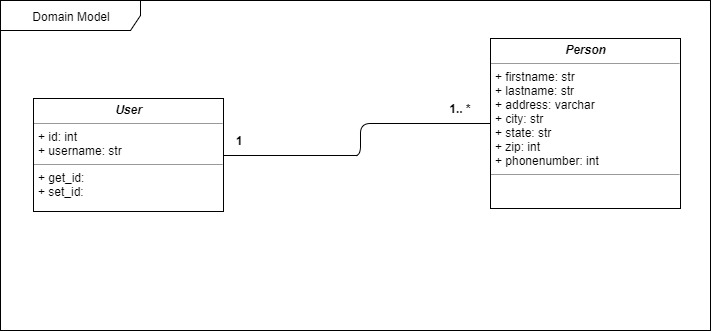 Domain Model
User
+ id: int
+ username: str
+ get_id:
+ set_id:
1
1.. *
Person
+ firstname: str
+ lastname: str
+ address: varchar
+ city: str
+ state: str
+ zip: int
+ phonenumber: int